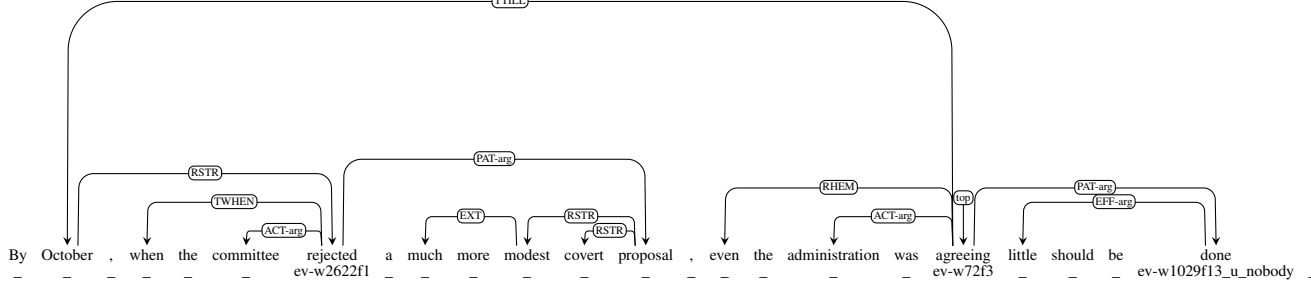 PAT-arg
RSTR
RHEM PAT-arg
TWHEN top EFF-arg
EXT RSTR ACT-arg
ACT-arg RSTR
By October , when the committee rejected a much more modest covert proposal , even the administration was agreeing little should be done
_ _ _ _ _ _ ev-w2622f1 _ _ _ _ _ _ _ _ _ _ _ ev-w72f3 _ _ _ ev-w1029f13_u_nobody _